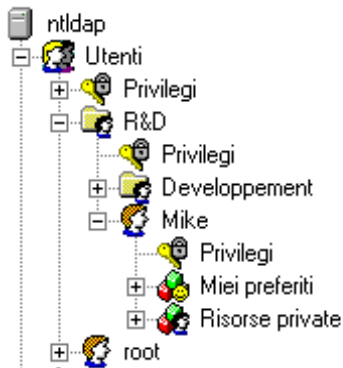 ntldap
Utenti
Privilegi
R&D
Privilegi
Developpement
Mike
Privilegi
Miei preferiti
Risorse private
root